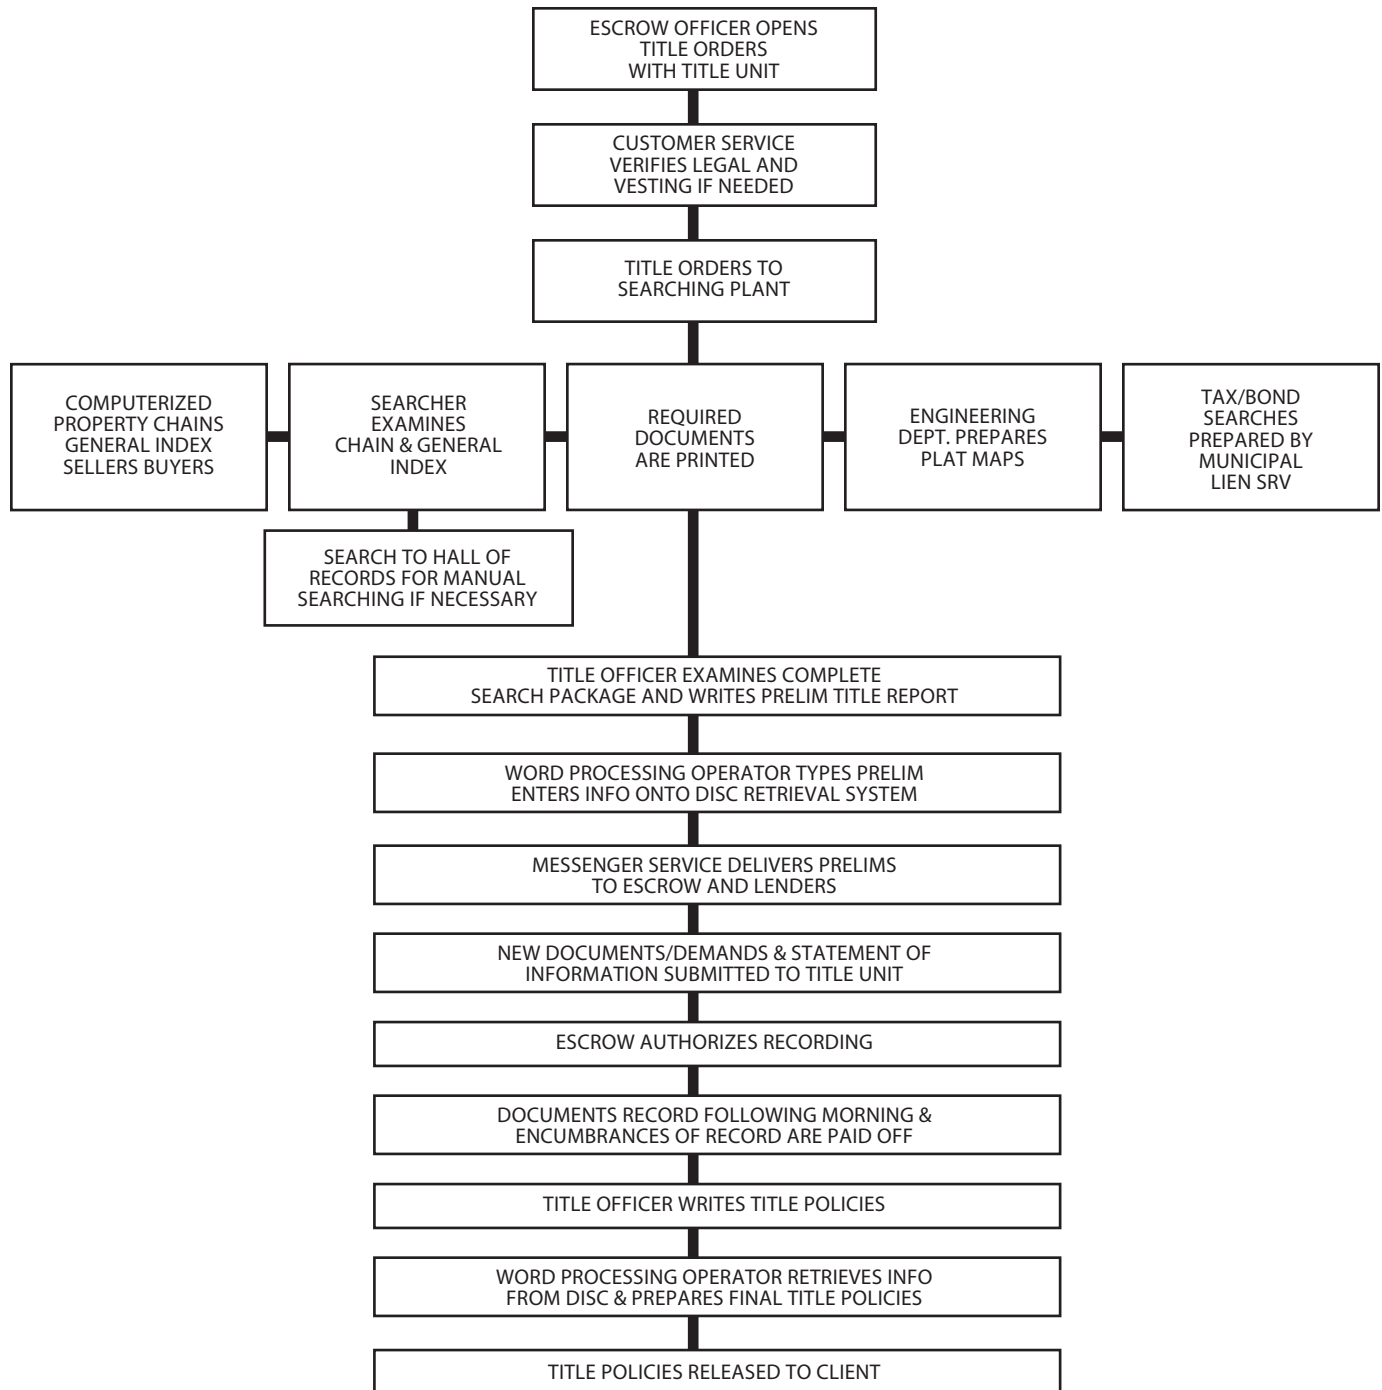 ESCROW OFFICER OPENS
TITLE ORDERS
WITH TITLE UNIT
CUSTOMER SERVICE
VERIFIES LEGAL AND
VESTING IF NEEDED
TITLE ORDERS TO
SEARCHING PLANT
COMPUTERIZED
PROPERTY CHAINS
GENERAL INDEX
SELLERS BUYERS
SEARCHER
EXAMINES
CHAIN & GENERAL
INDEX
REQUIRED
DOCUMENTS
ARE PRINTED
ENGINEERING
DEPT. PREPARES
PLAT MAPS
TAX/BOND
SEARCHES
PREPARED BY
MUNICIPAL
LIEN SRV
SEARCH TO HALL OF
RECORDS FOR MANUAL
SEARCHING IF NECESSARY
TITLE OFFICER EXAMINES COMPLETE
SEARCH PACKAGE AND WRITES PRELIM TITLE REPORT
WORD PROCESSING OPERATOR TYPES PRELIM
ENTERS INFO ONTO DISC RETRIEVAL SYSTEM
MESSENGER SERVICE DELIVERS PRELIMS
TO ESCROW AND LENDERS
NEW DOCUMENTS/DEMANDS & STATEMENT OF
INFORMATION SUBMITTED TO TITLE UNIT
ESCROW AUTHORIZES RECORDING
DOCUMENTS RECORD FOLLOWING MORNING &
ENCUMBRANCES OF RECORD ARE PAID OFF
TITLE OFFICER WRITES TITLE POLICIES
WORD PROCESSING OPERATOR RETRIEVES INFO
FROM DISC & PREPARES FINAL TITLE POLICIES
TITLE POLICIES RELEASED TO CLIENT